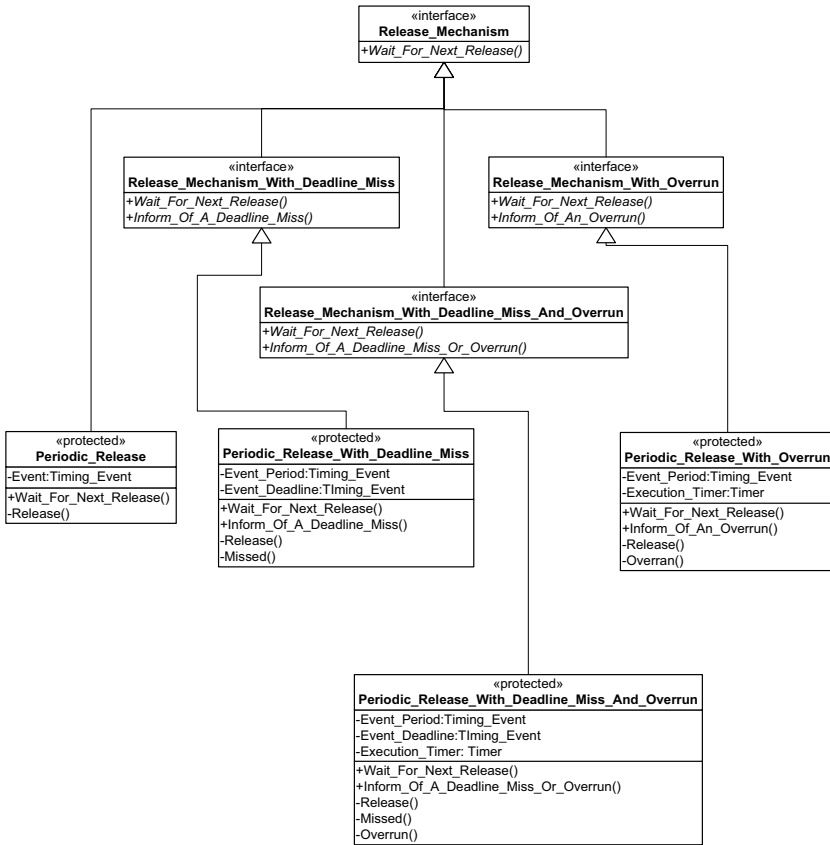 «interface»
Release_Mechanism
+Wait_For_Next_Release()
«interface»
Release_Mechanism_With_Deadline_Miss
+Wait_For_Next_Release()
+Inform_Of_A_Deadline_Miss()
«interface»
Release_Mechanism_With_Overrun
+Wait_For_Next_Release()
+Inform_Of_An_Overrun()
«interface»
Release_Mechanism_With_Deadline_Miss_And_Overrun
+Wait_For_Next_Release()
+Inform_Of_A_Deadline_Miss_Or_Overrun()
«protected»
Periodic_Release
-Event:Timing_Event
+Wait_For_Next_Release()
-Release()
«protected»
Periodic_Release_With_Deadline_Miss
-Event_Period:Timing_Event
-Event_Deadline:TIming_Event
+Wait_For_Next_Release()
+Inform_Of_A_Deadline_Miss()
-Release()
-Missed()
«protected»
Periodic_Release_With_Overrun
-Event_Period:Timing_Event
-Execution_Timer:Timer
+Wait_For_Next_Release()
+Inform_Of_An_Overrun()
-Release()
-Overran()
«protected»
Periodic_Release_With_Deadline_Miss_And_Overrun
-Event_Period:Timing_Event
-Event_Deadline:TIming_Event
-Execution_Timer: Timer
+Wait_For_Next_Release()
+Inform_Of_A_Deadline_Miss_Or_Overrun()
-Release()
-Missed()
-Overrun()